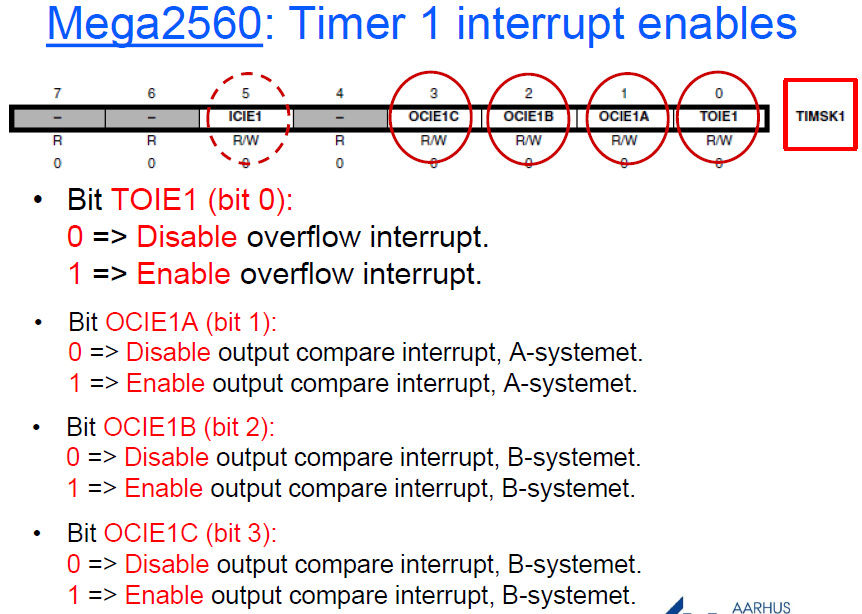 Mega2560: Timer 1 interrupt enables
7 6 5 4 3 2 1 0
– – ICIE1 – OCIE1C OCIE1B OCIE1A TOIE1 TIMSK1
R R R/W R R/W R/W R/W R/W
0 0 0 0 0 0 0 0
• Bit TOIE1 (bit 0):
0 => Disable overflow interrupt.
1 => Enable overflow interrupt.
• Bit OCIE1A (bit 1):
0 => Disable output compare interrupt, A-systemet.
1 => Enable output compare interrupt, A-systemet.
• Bit OCIE1B (bit 2):
0 => Disable output compare interrupt, B-systemet.
1 => Enable output compare interrupt, B-systemet.
• Bit OCIE1C (bit 3):
0 => Disable output compare interrupt, B-systemet.
1 => Enable output compare interrupt, B-systemet.
AARHUS